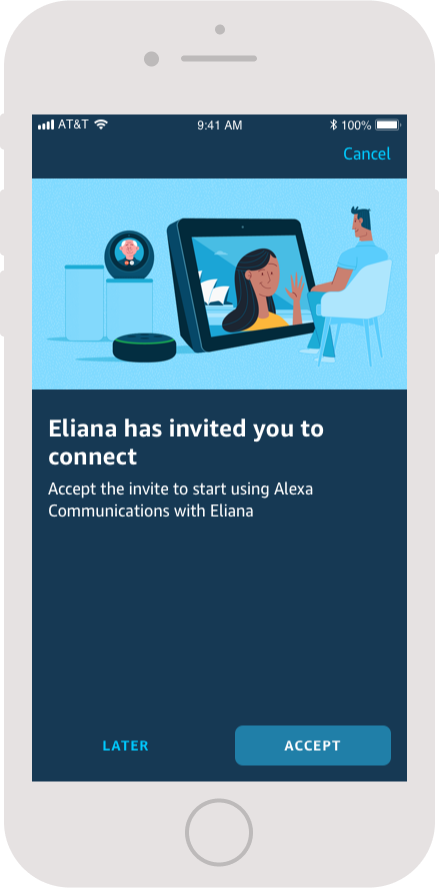 AT&T 9:41 AM 100%
Cancel
Eliana has invited you to
connect
Accept the invite to start using Alexa
Communications with Eliana
LATER ACCEPT